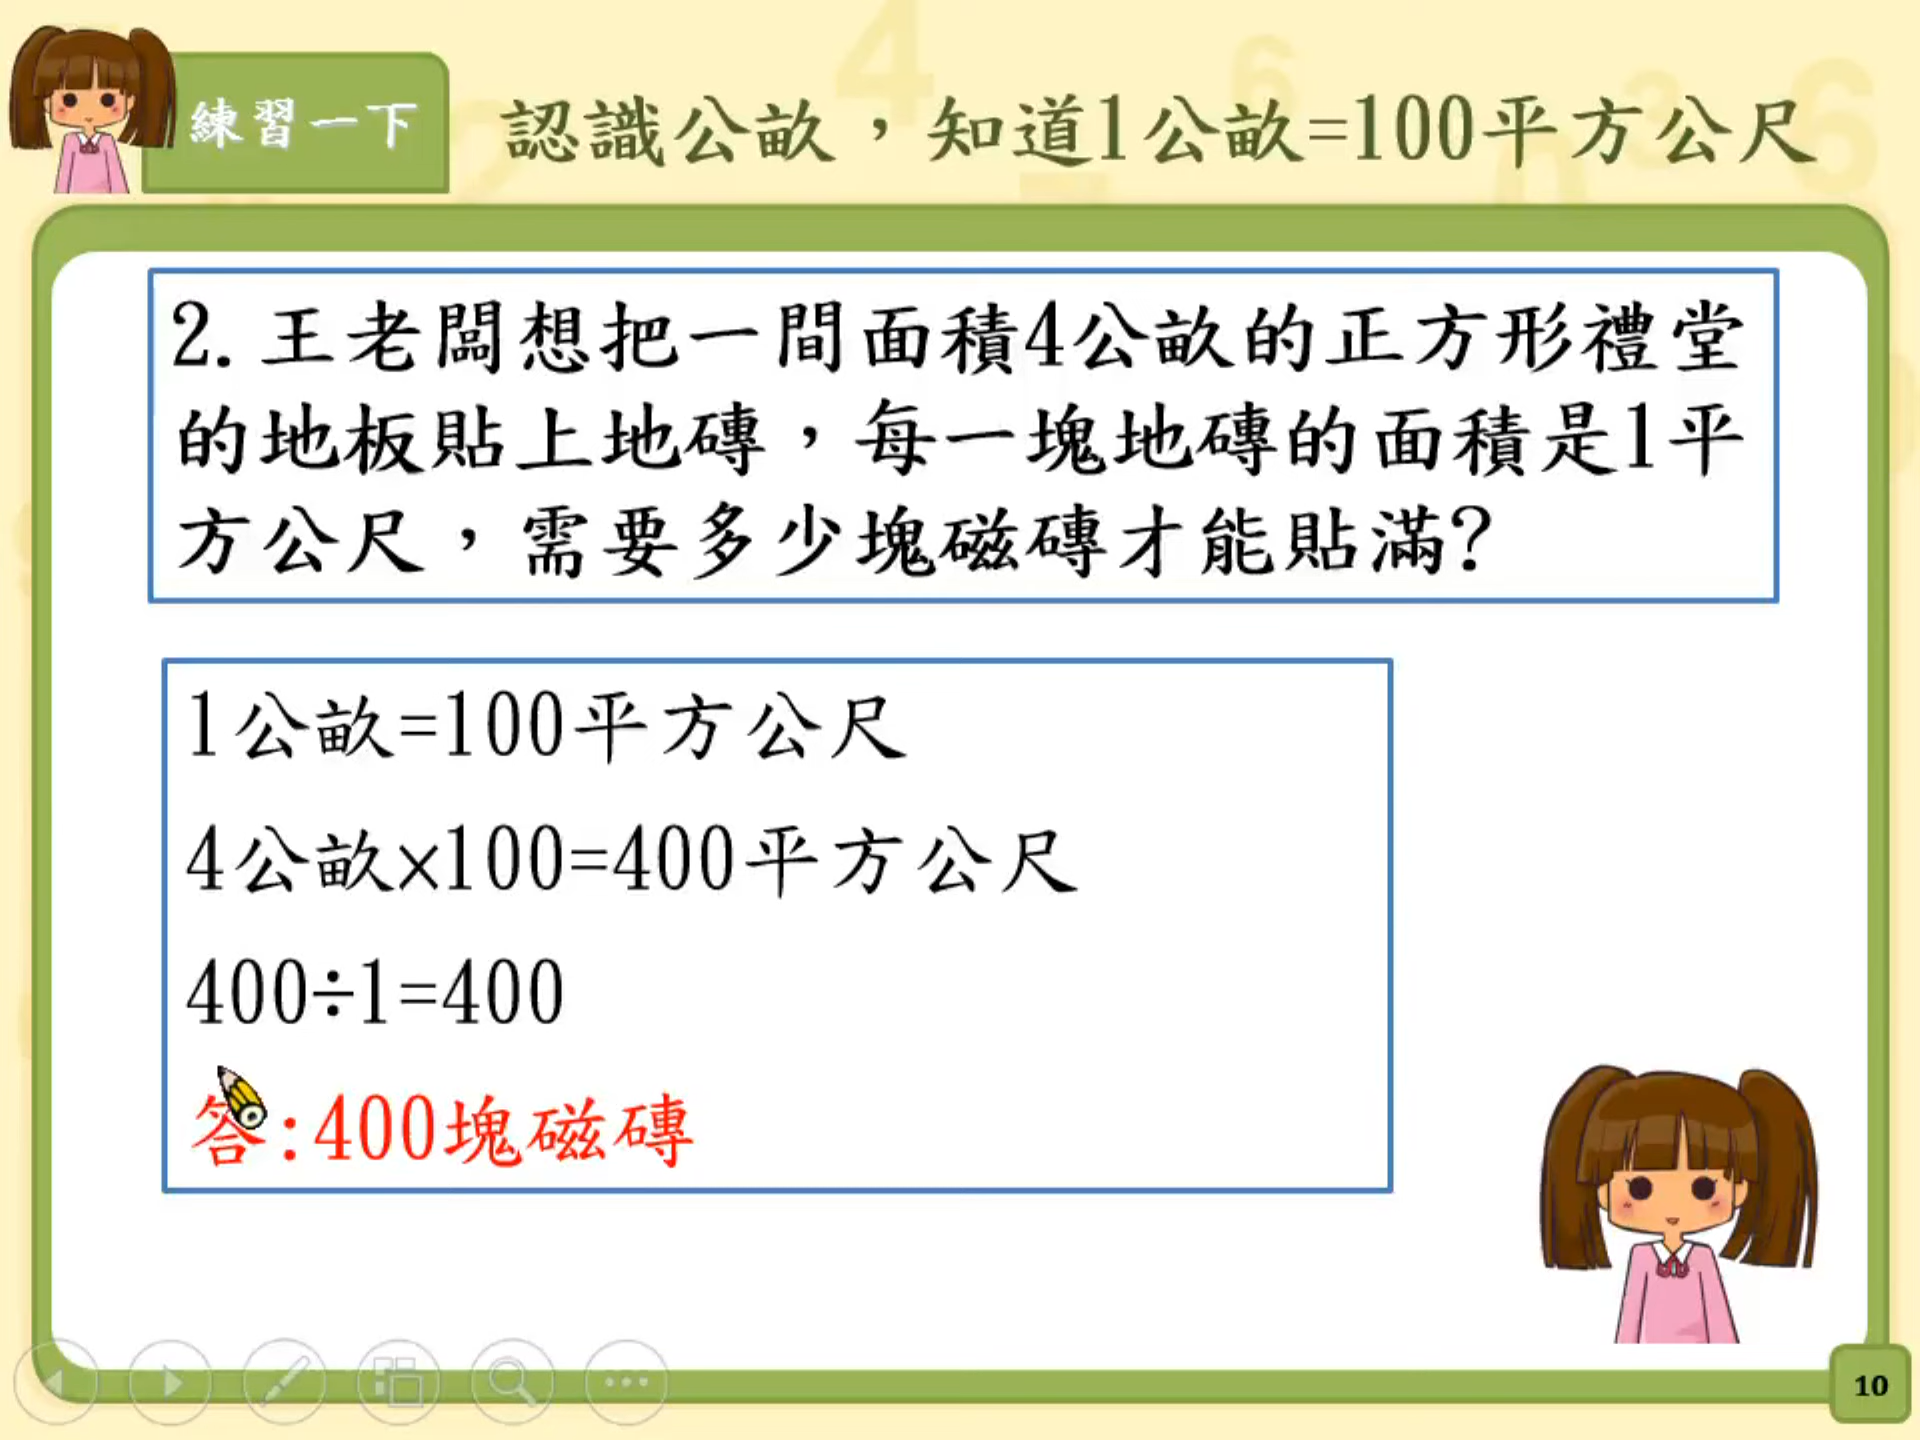 練習一下
認識公畝，知道1公畝=100平方公尺
2.王老闆想把一間面積4公畝的正方形禮堂
的地板貼上地磚，每一塊地磚的面積是1平
方公尺，需要多少塊磁磚才能貼滿?
1公畝=100平方公尺
4公畝×100=400平方公尺
400÷1=400
答:400塊磁磚
10